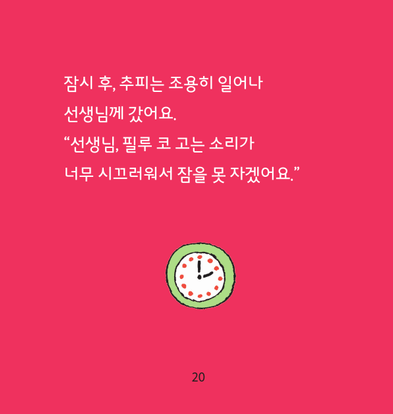 잠시 후, 추피는 조용히 일어나
선생님께 갔어요.
“선생님, 필루 코 고는 소리가
너무 시끄러워서 잠을 못 자겠어요.”
20